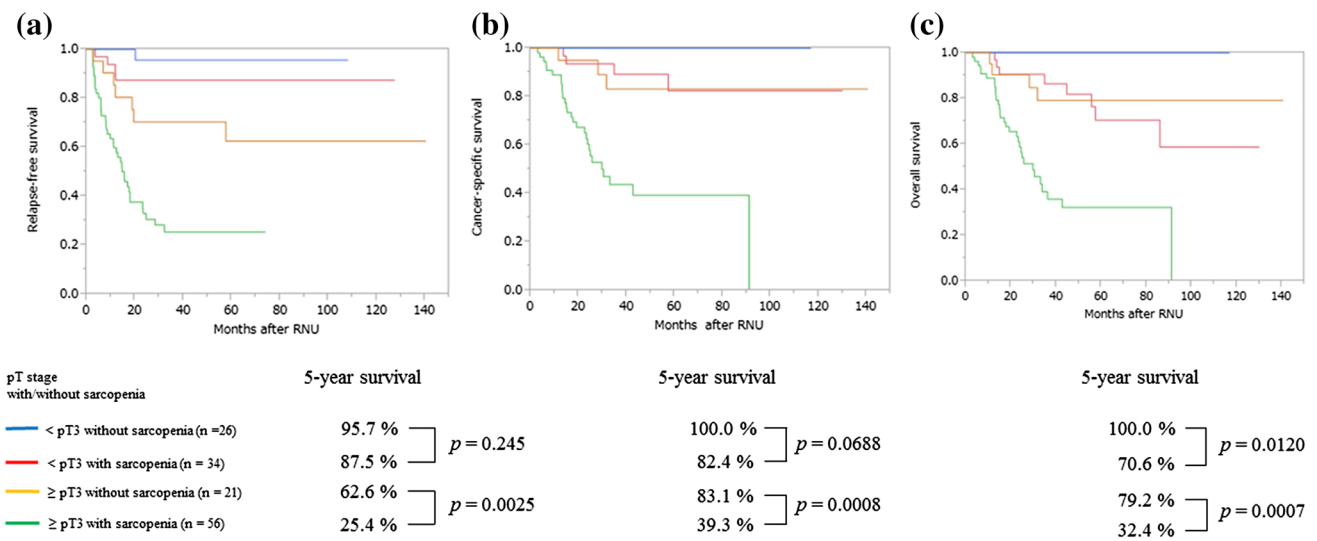 (a)
(b)
(c)
Relapse-free survival
1.0
0.8
0.6
0.4
0.2
0.0
0 20 40 60 80 100 120 140
Months after RNU
Cancer-specific survival
1.0
0.8
0.6
0.4
0.2
0.0
0 20 40 60 80 100 120 140
Months after RNU
Overall survival
1.0
0.8
0.6
0.4
0.2
0.0
0 20 40 60 80 100 120 140
Months after RNU
pT stage
with/without sarcopenia
5-year survival
5-year survival
5-year survival
< pT3 without sarcopenia (n =26)
< pT3 with sarcopenia (n = 34)
≥ pT3 without sarcopenia (n = 21)
≥ pT3 with sarcopenia (n = 56)
95.7 %
87.5 %
p = 0.245
62.6 %
25.4 %
p = 0.0025
100.0 %
82.4 %
p = 0.0688
83.1 %
39.3 %
p = 0.0008
100.0 %
70.6 %
p = 0.0120
79.2 %
32.4 %
p = 0.0007